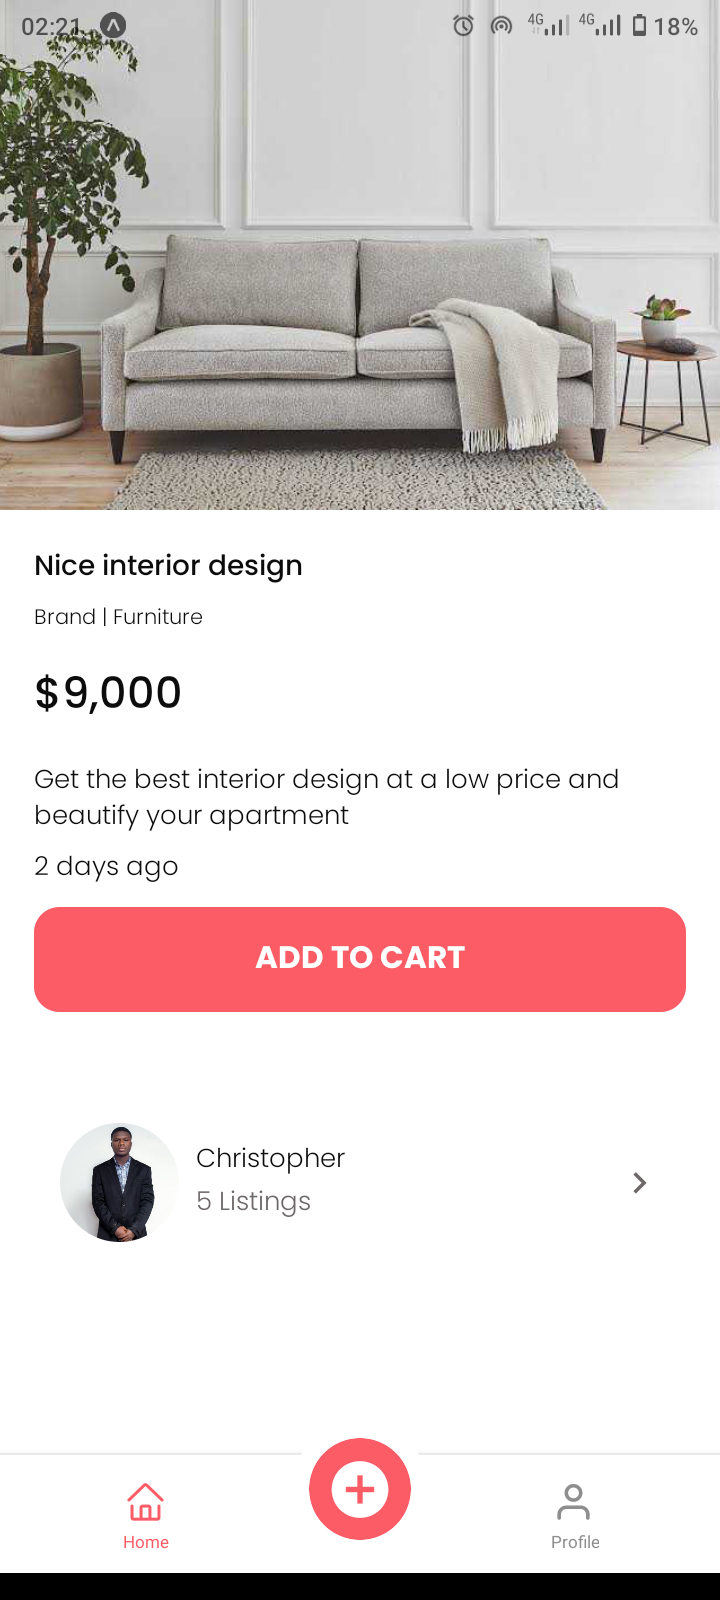 02:21 4G 4G 18%
Nice interior design
Brand | Furniture
$9,000
Get the best interior design at a low price and
beautify your apartment
2 days ago
ADD TO CART
Christopher
5 Listings
Home Profile